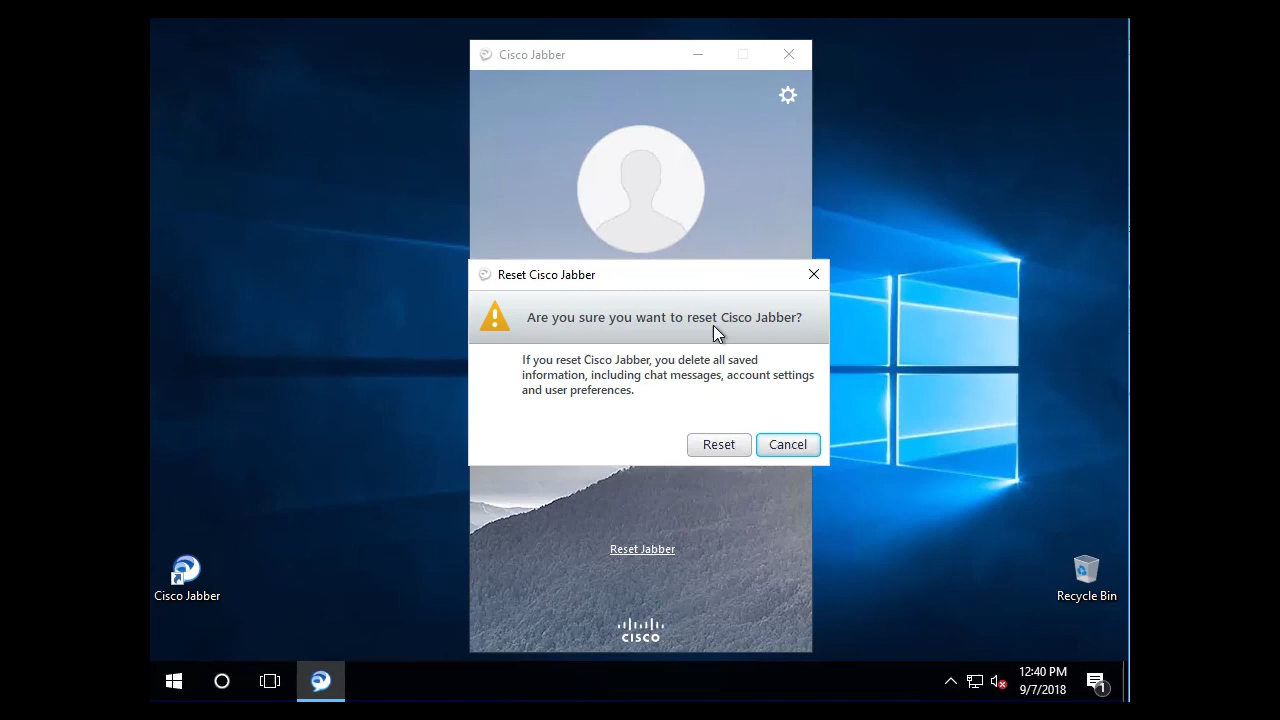 Cisco Jabber
Reset Cisco Jabber
Are you sure you want to reset Cisco Jabber?
If you reset Cisco Jabber, you delete all saved
information, including chat messages, account settings
and user preferences.
Reset Cancel
Reset Jabber
CISCO
Cisco Jabber
Recycle Bin
12:40 PM
9/7/2018
1